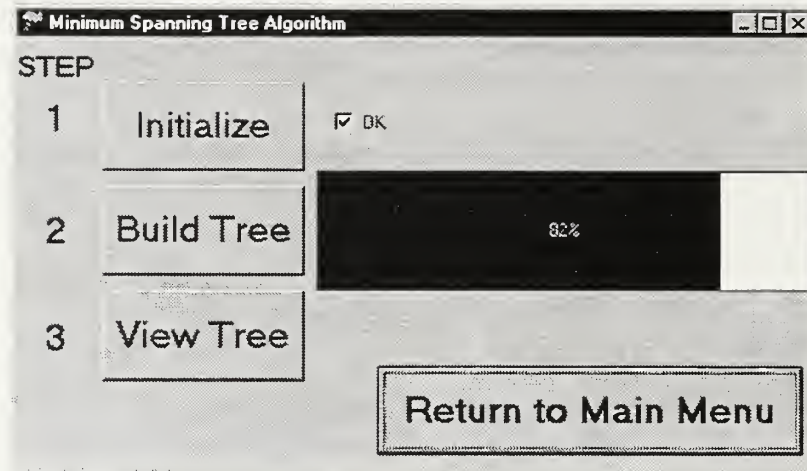 Minimum Spanning Tree Algorithm
STEP
1 Initialize OK
2 Build Tree 82%
3 View Tree
Return to Main Menu